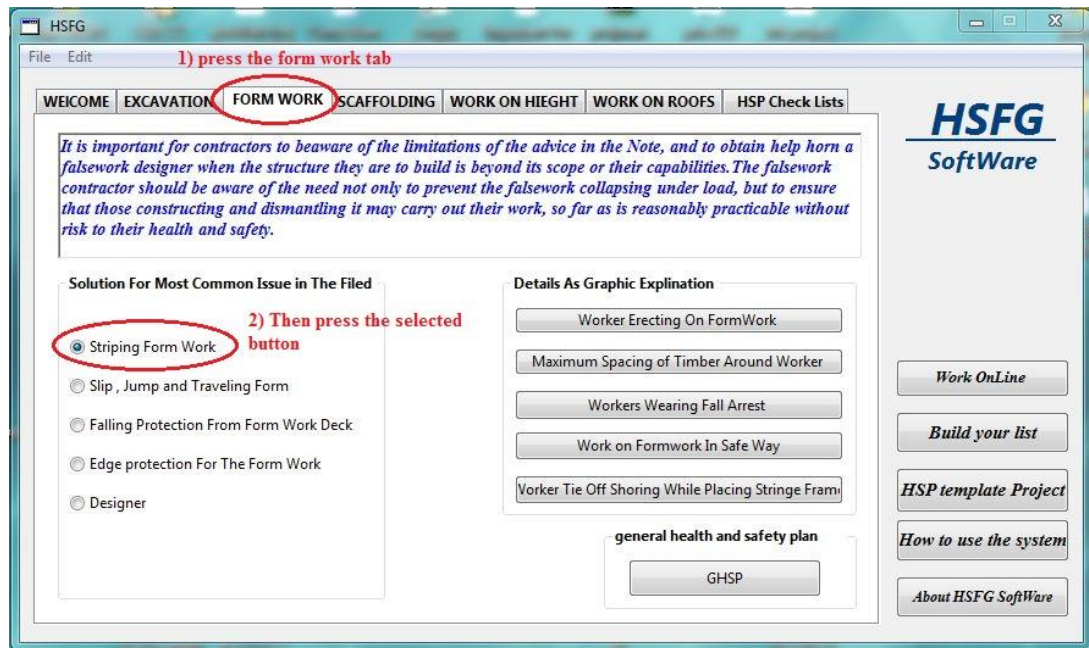 HSFG
File Edit
1) press the form work tab
WElCOME EXCAVATION FORM WORK SCAFFOLDING WORK ON HIEGHT WORK ON ROOFS HSP Check Lists
HSFG
SoftWare
It is important for contractors to beaware of the limitations of the advice in the Note, and to obtain help horn a
falsework designer when the structure they are to build is beyond its scope or their capabilities.The falsework
contractor should be aware of the need not only to prevent the falsework collapsing under load, but to ensure
that those constructing and dismantling it may carry out their work, so far as is reasonably practicable without
risk to their health and safety.
Solution For Most Common Issue in The Filed
2) Then press the selected
button
Striping Form Work
Slip , Jump and Traveling Form
Falling Protection From Form Work Deck
Edge protection For The Form Work
Designer
Details As Graphic Explination
Worker Erecting On FormWork
Maximum Spacing of Timber Around Worker
Workers Wearing Fall Arrest
Work on Formwork In Safe Way
Vorker Tie Off Shoring While Placing Stringe Fram
general health and safety plan
GHSP
Work OnLine
Build your list
HSP template Project
How to use the system
About HSFG SoftWare